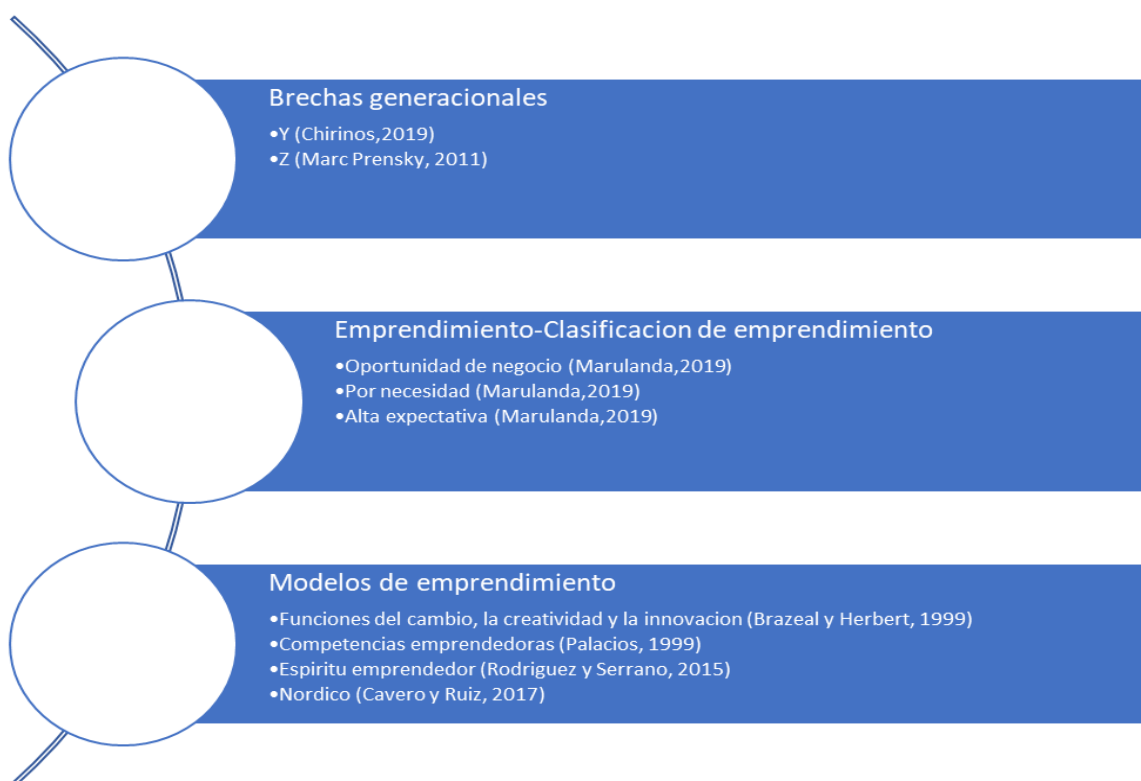 Brechas generacionales
•Y (Chirinos,2019)
•Z (Marc Prensky, 2011)
Emprendimiento-Clasificacion de emprendimiento
•Oportunidad de negocio (Marulanda,2019)
•Por necesidad (Marulanda,2019)
•Alta expectativa (Marulanda,2019)
Modelos de emprendimiento
•Funciones del cambio, la creatividad y la innovacion (Brazeal y Herbert, 1999)
•Competencias emprendedoras (Palacios, 1999)
•Espiritu emprendedor (Rodriguez y Serrano, 2015)
•Nordico (Cavero y Ruiz, 2017)